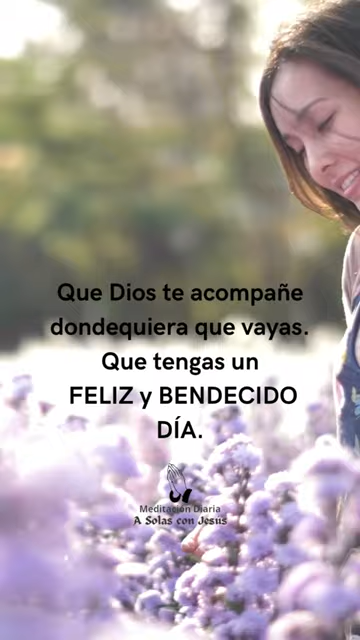 Que Dios te acompañe
dondequiera que vayas.
Que tengas un
FELIZ y BENDECIDO
DÍA.
Meditación Diaria
A Solas con Jesús